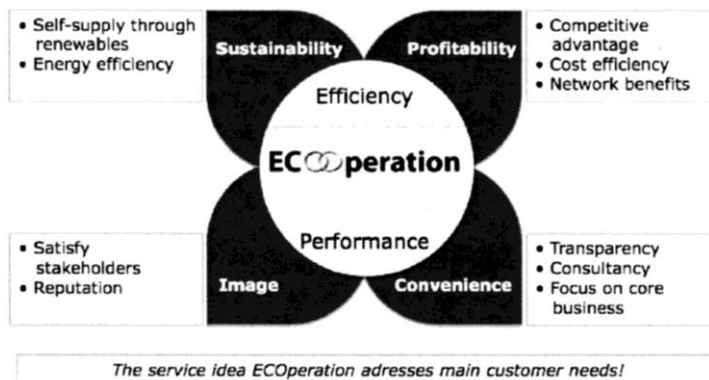 • Self-supply through
renewables
• Energy efficiency
Sustainability
Profitability
• Competitive
advantage
• Cost efficiency
• Network benefits
Efficiency
ECOOperation
Performance
• Satisfy
stakeholders
• Reputation
Image
Convenience
• Transparency
• Consultancy
• Focus on core
business
The service idea ECOperation adresses main customer needs!